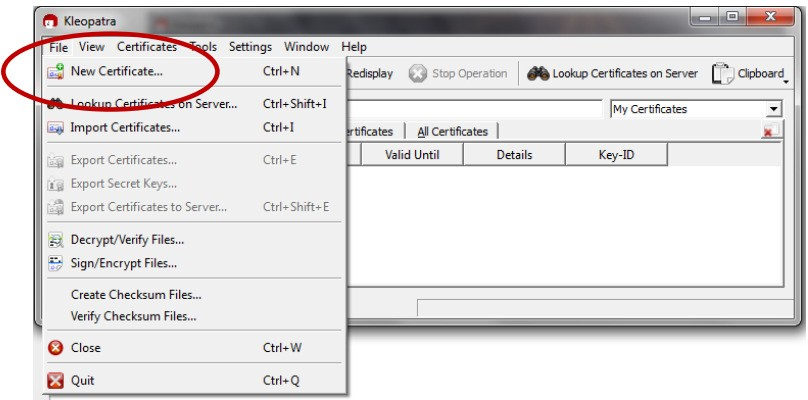 Kleopatra
File View Certificates Tools Settings Window Help
New Certificate... Ctrl+N
Redisplay Stop Operation Lookup Certificates on Server Clipboard
Lookup Certificates on Server... Ctrl+Shift+I
My Certificates
Import Certificates... Ctrl+I
rtificates All Certificates
Export Certificates... Ctrl+E
Valid Until Details Key-ID
Export Secret Keys...
Export Certificates to Server... Ctrl+Shift+E
Decrypt/Verify Files...
Sign/Encrypt Files...
Create Checksum Files...
Verify Checksum Files...
Close Ctrl+W
Quit Ctrl+Q